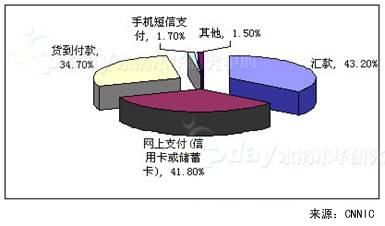 手机短信支
付, 1.70%
其他, 1.50%
货到付款,
34.70%
汇款,
43.20%
网上支付(信
用卡或储蓄
卡), 41.80%
来源: CNNIC